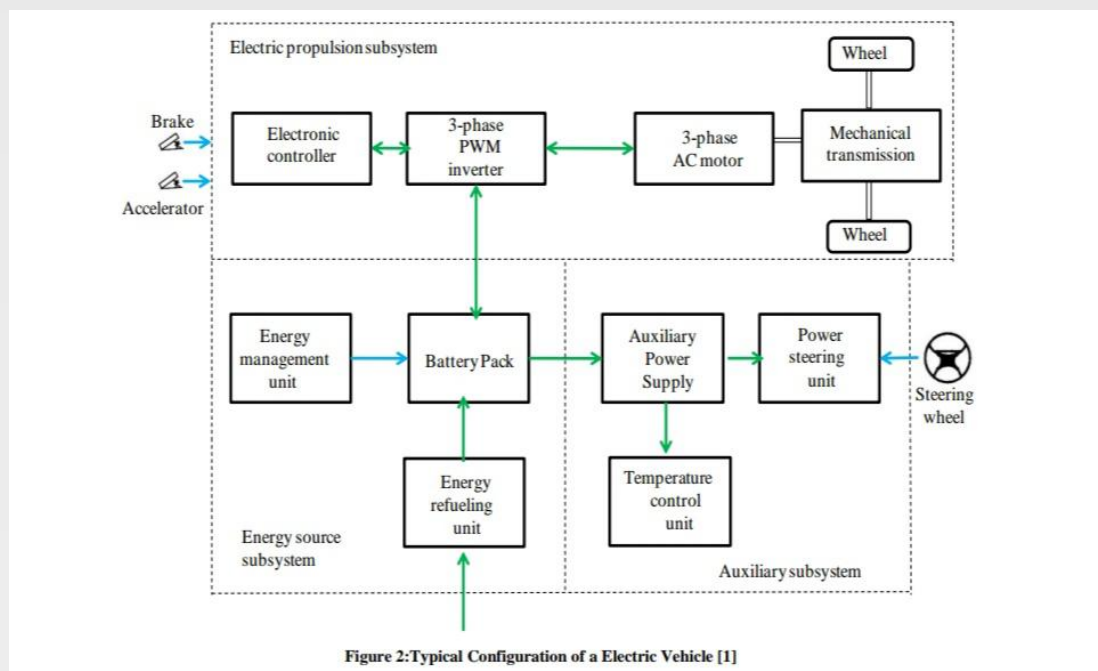 Electric propulsion subsystem
Wheel
Brake
Electronic
controller
3-phase
PWM
inverter
3-phase
AC motor
Mechanical
transmission
Accelerator
Wheel
Energy
management
unit
Battery Pack
Auxiliary
Power
Supply
Power
steering
unit
Steering
wheel
Energy
refueling
unit
Temperature
control
unit
Energy source
subsystem
Auxiliary subsystem
Figure 2:Typical Configuration of a Electric Vehicle [1]